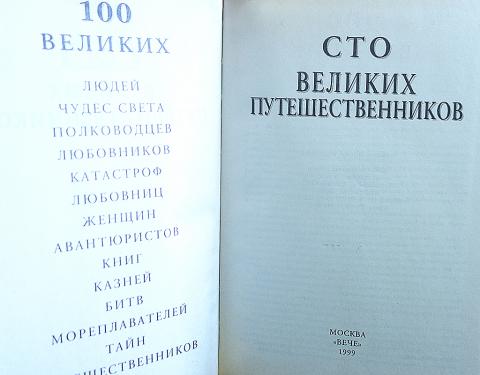 100
ВЕЛИКИХ
ЛЮДЕЙ
ЧУДЕС СВЕТА
ПОЛКОВОДЦЕВ
ЛЮБОВНИКОВ
КАТАСТРОФ
ЛЮБОВНИЦ
ЖЕНЩИН
АВАНТЮРИСТОВ
КНИГ
КАЗНЕЙ
БИТВ
МОРЕПЛАВАТЕЛЕЙ
ТАЙН
ЕШЕСТВЕННИКОВ
СТО
ВЕЛИКИХ
ПУТЕШЕСТВЕННИКОВ
МОСКВА
«ВЕЧЕ»
1999